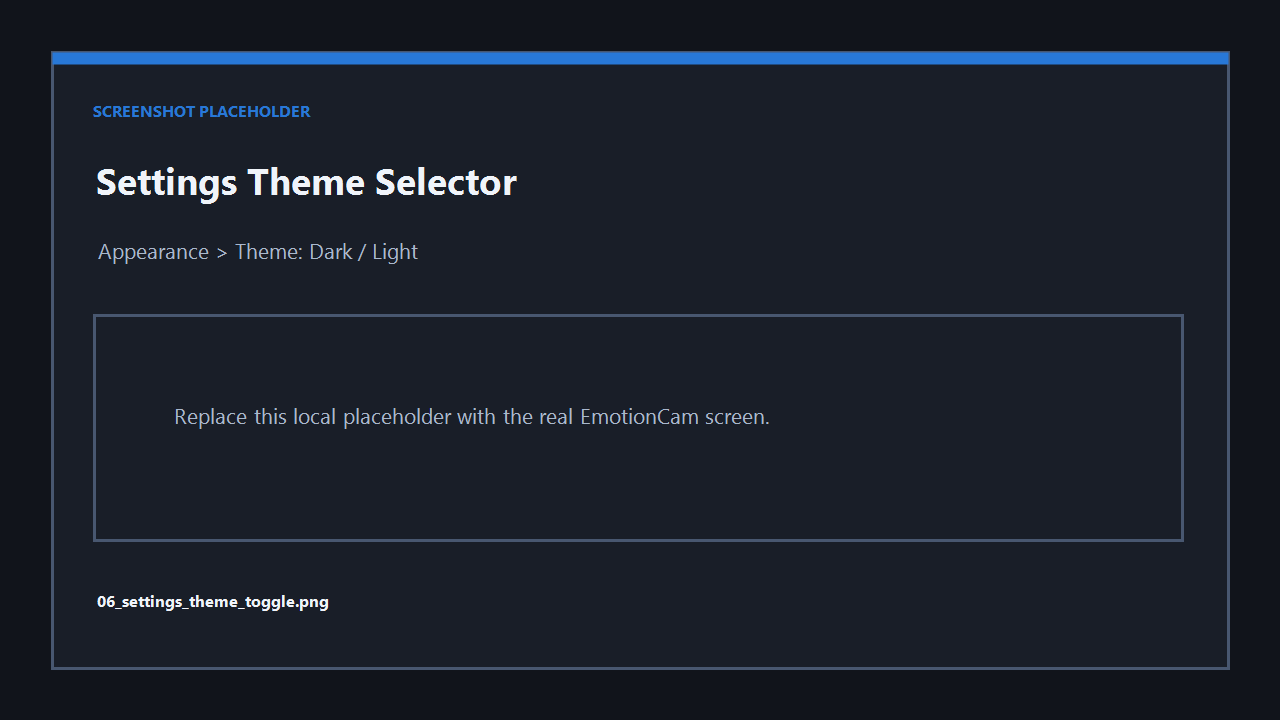 SCREENSHOT PLACEHOLDER
Settings Theme Selector
Appearance > Theme: Dark / Light
Replace this local placeholder with the real EmotionCam screen.
06_settings_theme_toggle.png